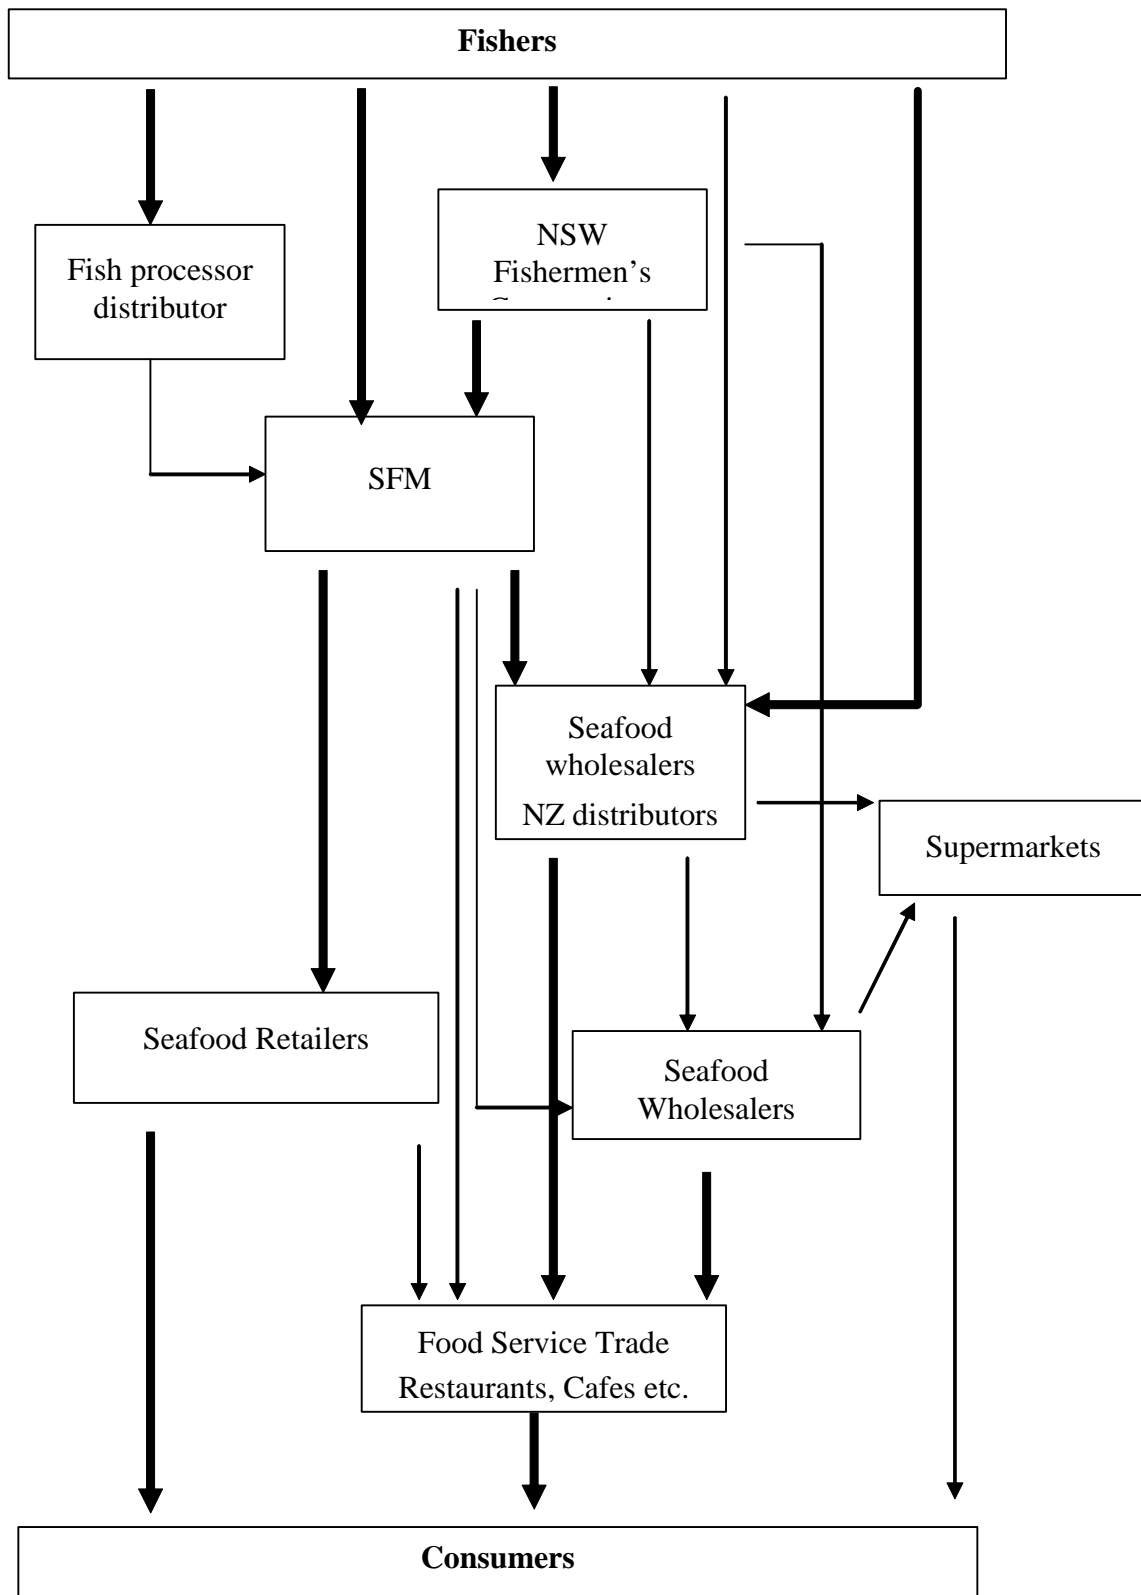 Fishers
NSW
Fishermen’s
Fish processor
distributor
SFM
Seafood
wholesalers
NZ distributors
Supermarkets
Seafood Retailers
Seafood
Wholesalers
Food Service Trade
Restaurants, Cafes etc.
Consumers